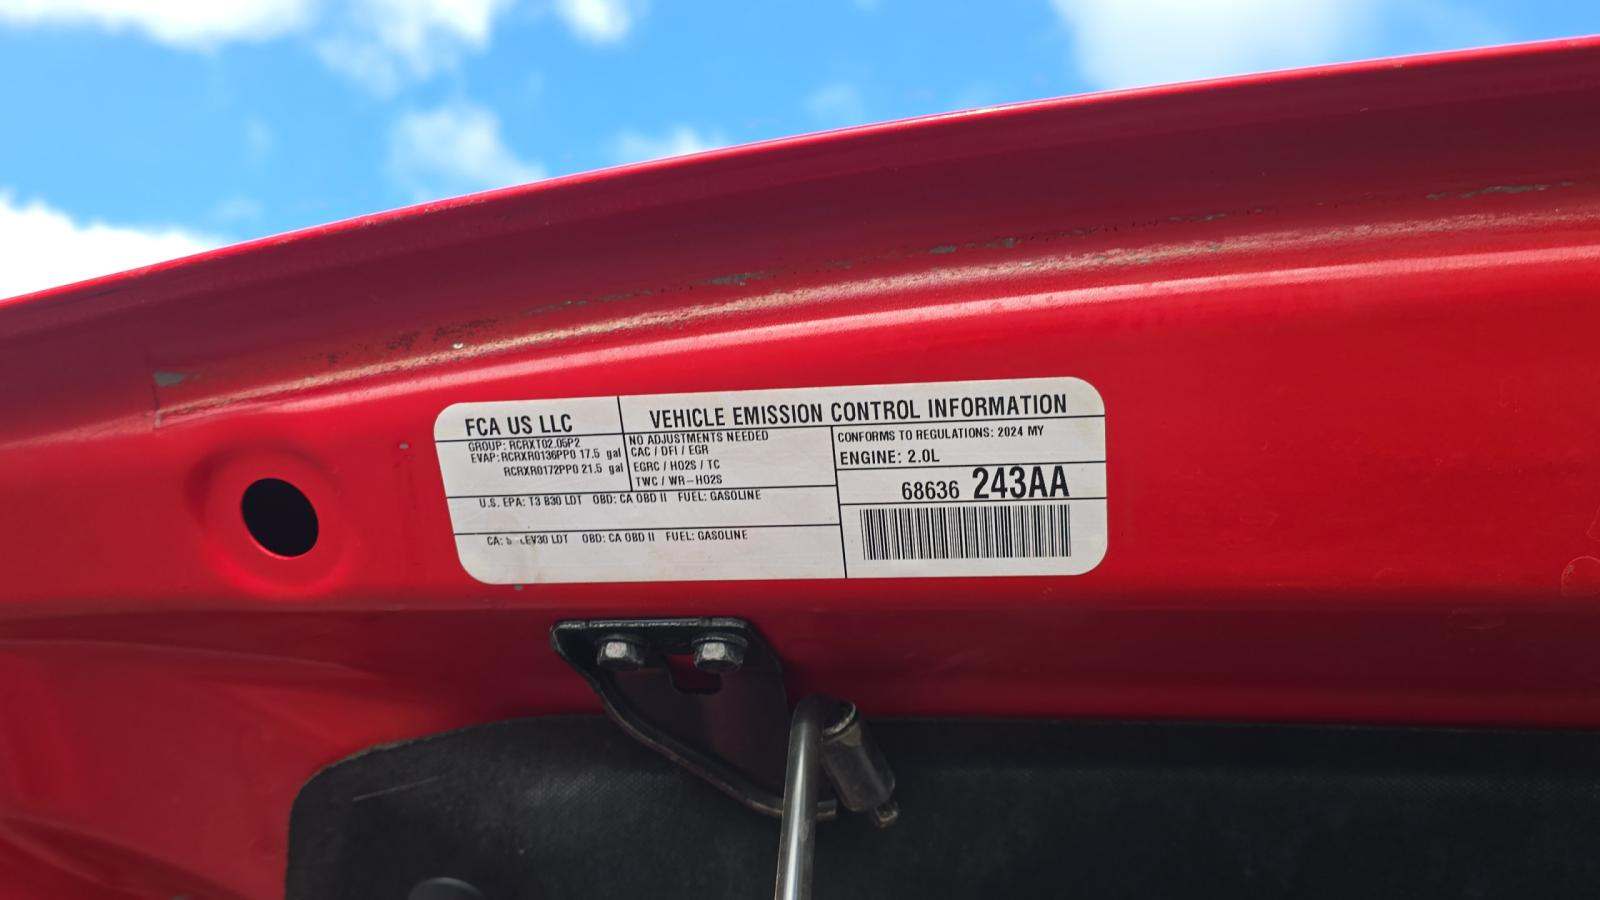 FCA US LLC
GROUP: RCRXT02.05P2
EVAP: RCRXR0136PP0 17.5 gal
RCRXR0172PP0 21.5 gal
VEHICLE EMISSION CONTROL INFORMATION
NO ADJUSTMENTS NEEDED
CAC / DFI / EGR
EGRC / HO2S / TC
TWC / WR-HO2S
CONFORMS TO REGULATIONS: 2024 MY
ENGINE: 2.0L
68636 243AA
U.S. EPA: T3 B30 LDT OBD: CA OBD II FUEL: GASOLINE
CA: LEV30 LDT OBD: CA OBD II FUEL: GASOLINE